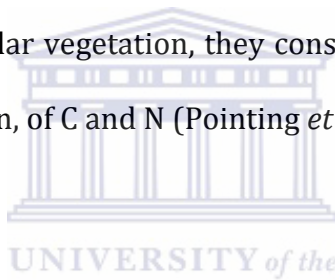 lar vegetation, they cons
n, of C and N (Pointing et
UNIVERSITY of the